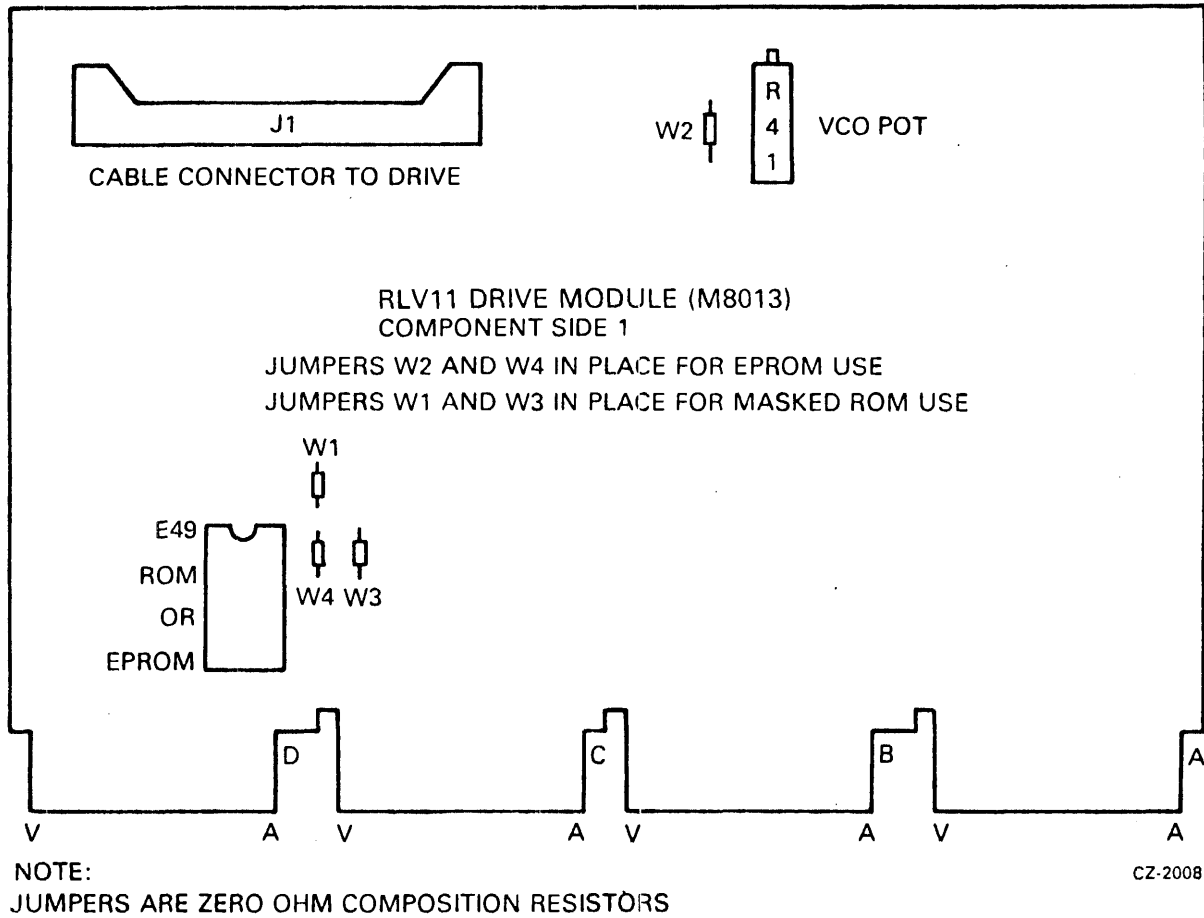 J1
CABLE CONNECTOR TO DRIVE
W2
R
4
1
VCO POT
RLV11 DRIVE MODULE (M8013)
COMPONENT SIDE 1
JUMPERS W2 AND W4 IN PLACE FOR EPROM USE
JUMPERS W1 AND W3 IN PLACE FOR MASKED ROM USE
W1
E49
ROM
OR
EPROM
W4 W3
D C B A
V A V A V A V A
NOTE:
JUMPERS ARE ZERO OHM COMPOSITION RESISTORS
CZ-2008